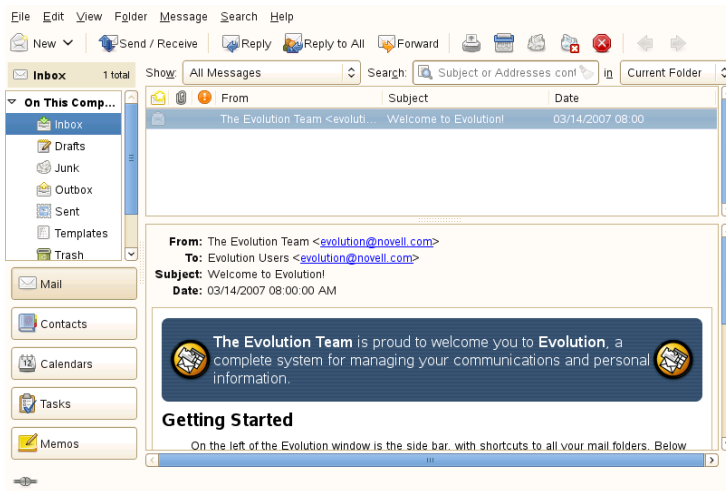 File Edit View Folder Message Search Help
New Send / Receive Reply Reply to All Forward
Inbox 1 total Show: All Messages Search: Subject or Addresses cont in Current Folder
On This Comp...
Inbox
Drafts
Junk
Outbox
Sent
Templates
Trash
From Subject Date
The Evolution Team <evoluti... Welcome to Evolution! 03/14/2007 08:00
Mail
Contacts
12
Calendars
Tasks
Memos
From: The Evolution Team <evolution@novell.com>
To: Evolution Users <evolution@novell.com>
Subject: Welcome to Evolution!
Date: 03/14/2007 08:00:00 AM
The Evolution Team is proud to welcome you to Evolution, a
complete system for managing your communications and personal
information.
Getting Started
On the left of the Evolution window is the side bar, with shortcuts to all your mail folders. Below